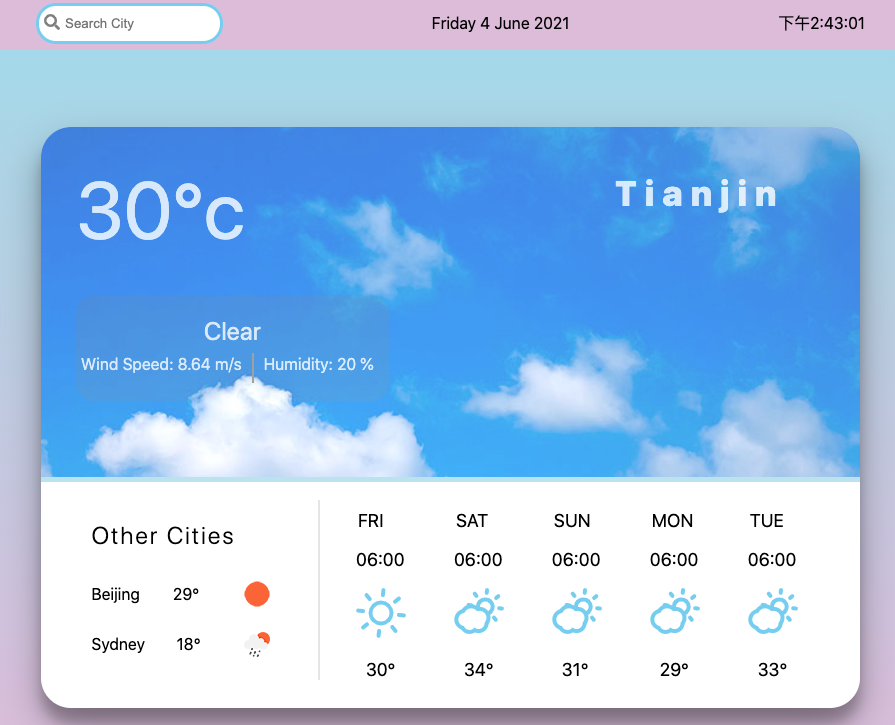 Search City
Friday 4 June 2021
下午2:43:01
30°c
Tianjin
Clear
Wind Speed: 8.64 m/s
Humidity: 20 %
Other Cities
Beijing 29°
Sydney 18°
FRI SAT SUN MON TUE
06:00 06:00 06:00 06:00 06:00
30° 34° 31° 29° 33°